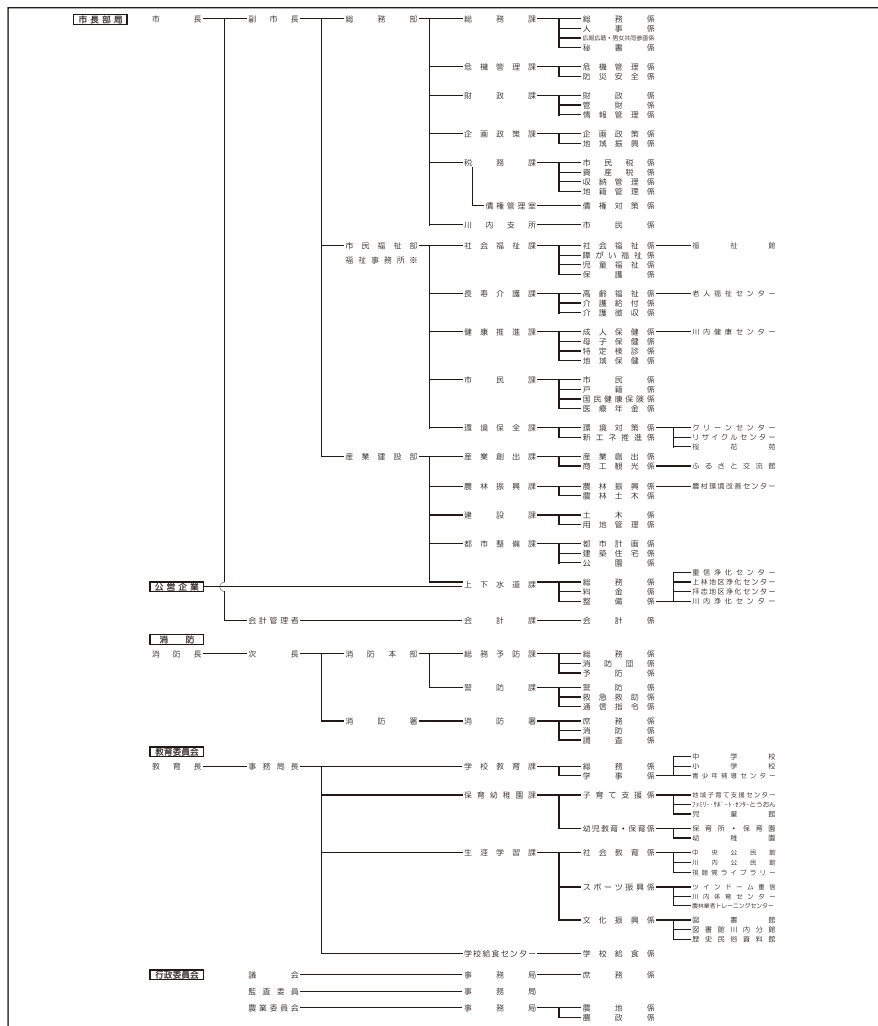 市長部局 市長 副市長 総務部 総務課 総務係
人事係
広報広聴・男女共同参画係
秘書係
危機管理課 危機管理係
防災安全係
財政課 財政係
管財係
情報管理係
企画政策課 企画政策係
地域振興係
税務課 市民税係
資産税係
収納管理係
地籍管理係
債権管理室 債権対策係
川内支所 市民係
市民福祉部 社会福祉課 社会福祉係 福祉館
福祉事務所※ 障がい福祉係
児童福祉係
保護係
長寿介護課 高齢福祉係 老人福祉センター
介護給付係
介護徴収係
健康推進課 成人保健係 川内健康センター
母子保健係
特定検診係
地域保健係
市民課 市民係
戸籍係
国民健康保険係
医療年金係
環境保全課 環境対策係 クリーンセンター
新エネ推進係 リサイクルセンター
桜花苑
産業建設部 産業創出課 産業創出係
商工観光係 ふるさと交流館
農林振興課 農林振興係 農村環境改善センター
農林土木係
建設課 土木係
用地管理係
都市整備課 都市計画係
建築住宅係
公園係
重信浄化センター
公営企業 上下水道課 総務係 上林地区浄化センター
料金係 拝志地区浄化センター
整備係 川内浄化センター
会計管理者 会計課 会計係
消防
消防長 次長 消防本部 総務予防課 総務係
消防団係
予防係
警防課 警防係
救急救助係
通信指令係
消防署 消防署 庶務係
消防係
調査係
教育委員会 中学校
教育長 事務局長 学校教育課 総務係 小学校
学事係 青少年補導センター
保育幼稚園課 子育て支援係 地域子育て支援センター
ファミリー・サポート・センターとうおん
児童館
幼児教育・保育係 保育所・保育園
幼稚園
生涯学習課 社会教育係 中央公民館
川内公民館
視聴覚ライブラリー
スポーツ振興係 ツインドーム重信
川内体育センター
農林業者トレーニングセンター
文化振興係 図書館
図書館川内分館
歴史民俗資料館
学校給食センター 学校給食係
行政委員会 議会 事務局 庶務係
監査委員 事務局
農業委員会 事務局 農地係
農政係